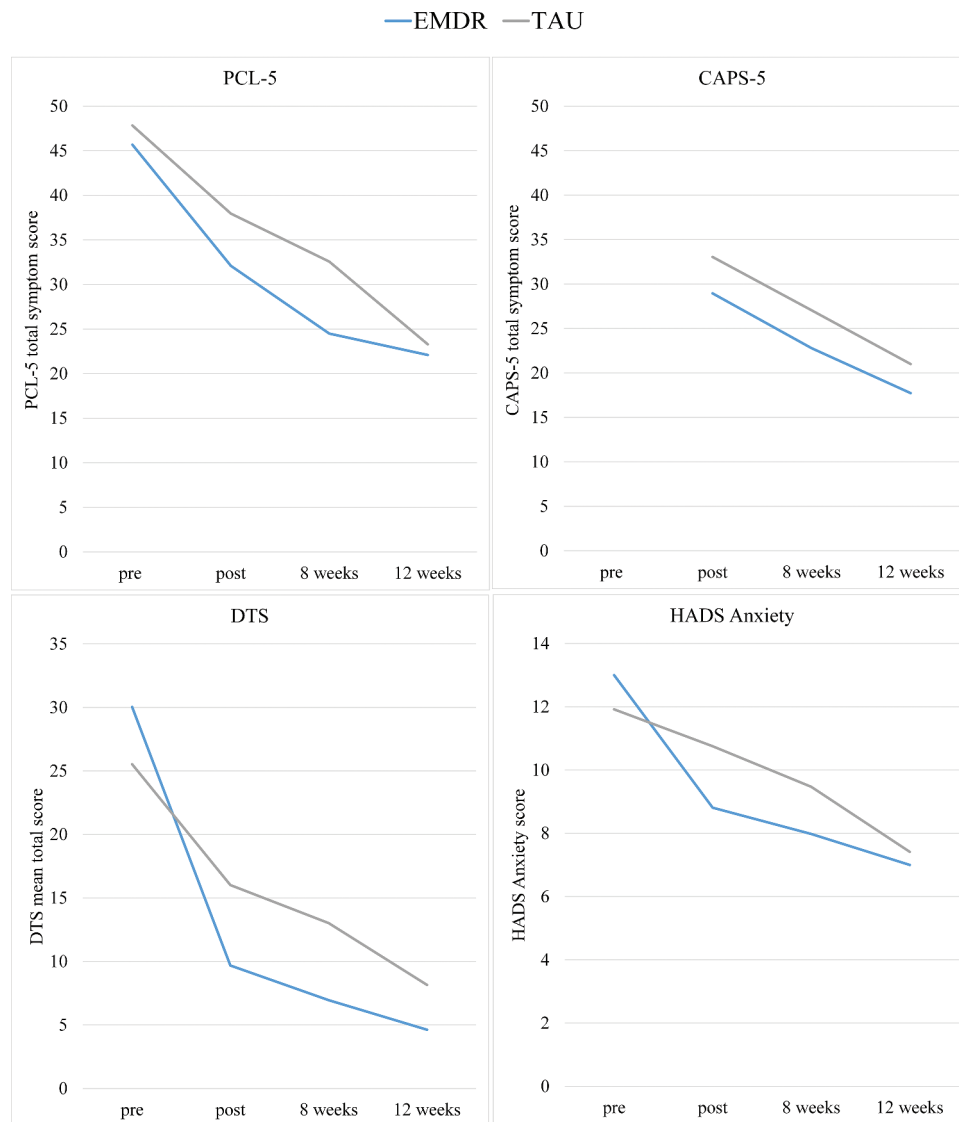 EMDR TAU
PCL-5
PCL-5 total symptom score
50
45
40
35
30
25
20
15
10
5
0
pre post 8 weeks 12 weeks
CAPS-5
CAPS-5 total symptom score
50
45
40
35
30
25
20
15
10
5
0
pre post 8 weeks 12 weeks
DTS
DTS mean total score
35
30
25
20
15
10
5
0
pre post 8 weeks 12 weeks
HADS Anxiety
HADS Anxiety score
14
12
10
8
6
4
2
0
pre post 8 weeks 12 weeks